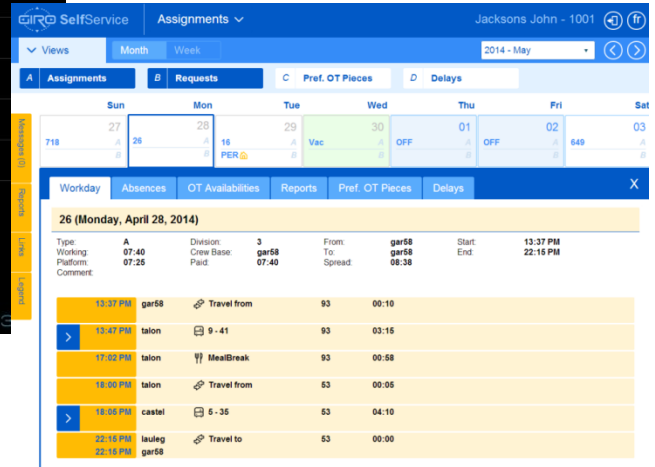 GIRO SelfService Assignments Jacksons John - 1001 fr
Views Month Week 2014 - May
A Assignments B Requests C Pref. OT Pieces D Delays
Sun Mon Tue Wed Thu Fri Sat
27 28 29 30 01 02 03
718 A 26 A 16 A Vac A OFF A OFF A 649 A
B B PER B B B B B
Messages (0)
Reports
Links
Legend
Workday Absences OT Availabilities Reports Pref. OT Pieces Delays X
26 (Monday, April 28, 2014)
Type: A Division: 3 From: gar58 Start: 13:37 PM
Working: 07:40 Crew Base: gar58 To: gar58 End: 22:15 PM
Platform: 07:25 Paid: 07:40 Spread: 08:38
Comment:
13:37 PM gar58 Travel from 93 00:10
13:47 PM talon 9 - 41 93 03:15
17:02 PM talon MealBreak 93 00:58
18:00 PM talon Travel from 53 00:05
18:05 PM castel 5 - 35 53 04:10
22:15 PM lauleg Travel to 53 00:00
22:15 PM gar58